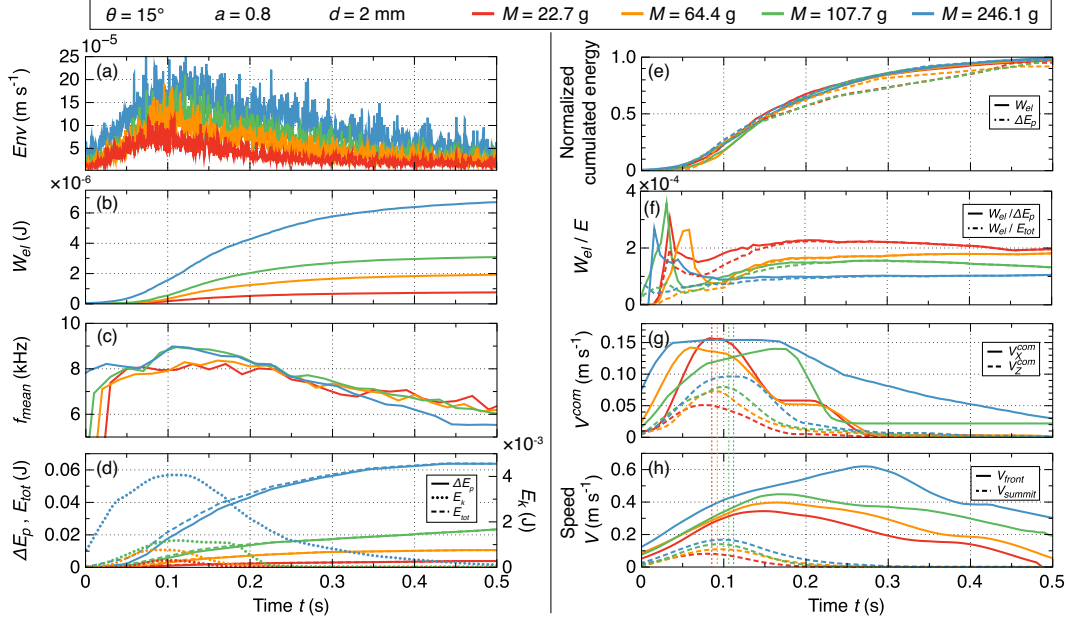 θ = 15° a = 0.8 d = 2 mm M = 22.7 g M = 64.4 g M = 107.7 g M = 246.1 g
×10⁻⁵
(a)
Env (m s⁻¹)
25
20
15
10
5
×10⁻⁶
(b)
W_el (J)
6
4
2
0
(c)
f_mean (kHz)
10
8
6
×10⁻³
(d)
ΔE_p, E_tot (J)
0.06
0.04
0.02
0
ΔE_p
E_k
E_tot
4
2
0
E_k (J)
0 0.1 0.2 0.3 0.4 0.5
Time t (s)
(e)
Normalized
cumulated energy
1.0
0.5
0
W_el
ΔE_p
×10⁻⁴
(f)
W_el / E
4
2
0
W_el / ΔE_p
W_el / E_tot
(g)
V^com (m s⁻¹)
0.15
0.10
0.05
0
V_X^com
V_Z^com
(h)
Speed
V (m s⁻¹)
0.6
0.4
0.2
0
V_front
V_summit
0 0.1 0.2 0.3 0.4 0.5
Time t (s)